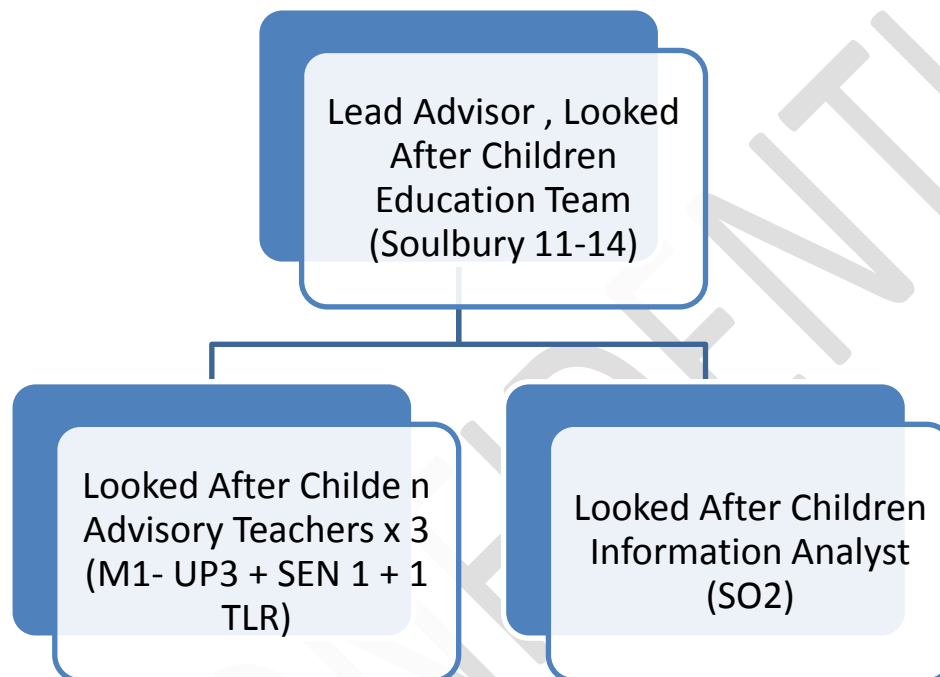 Lead Advisor , Looked
After Children
Education Team
(Soulbury 11-14)
Looked After Childe n
Advisory Teachers x 3
(M1- UP3 + SEN 1 + 1
TLR)
Looked After Children
Information Analyst
(SO2)